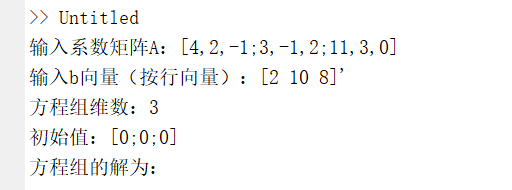 >> Untitled
输入系数矩阵A：[4,2,-1;3,-1,2;11,3,0]
输入b向量（按行向量）：[2 10 8]'
方程组维数：3
初始值：[0;0;0]
方程组的解为：